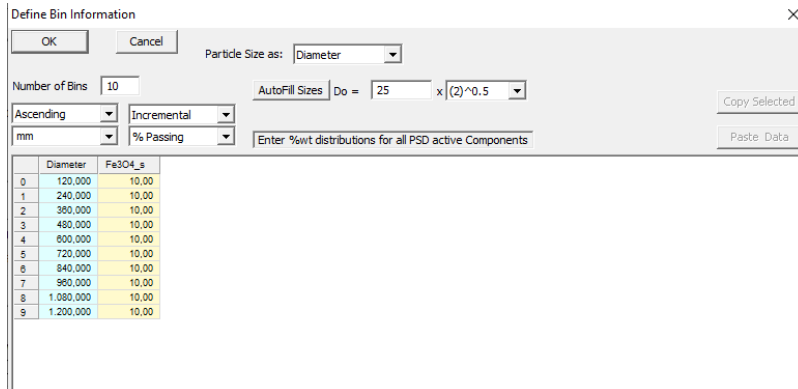 Define Bin Information
OK Cancel Particle Size as: Diameter
Number of Bins 10 AutoFill Sizes Do = 25 x (2)^0.5
Ascending Incremental Copy Selected
mm % Passing Enter %wt distributions for all PSD active Components Paste Data
Diameter Fe3O4_s
0 120,000 10,00
1 240,000 10,00
2 360,000 10,00
3 480,000 10,00
4 600,000 10,00
5 720,000 10,00
6 840,000 10,00
7 960,000 10,00
8 1.080,000 10,00
9 1.200,000 10,00